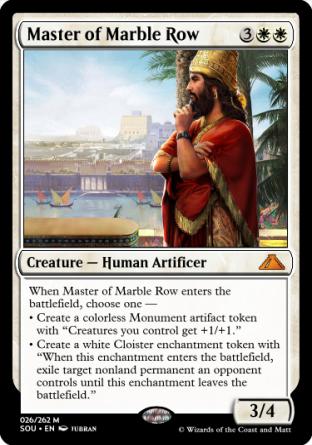 Master of Marble Row 3
Creature — Human Artificer
When Master of Marble Row enters the
battlefield, choose one —
• Create a colorless Monument artifact token
with “Creatures you control get +1/+1.”
• Create a white Cloister enchantment token with
“When this enchantment enters the battlefield,
exile target nonland permanent an opponent
controls until this enchantment leaves the
battlefield.”
3/4
026/262 M
SOU • EN YUBRAN
© Wizards of the Coast and Matt